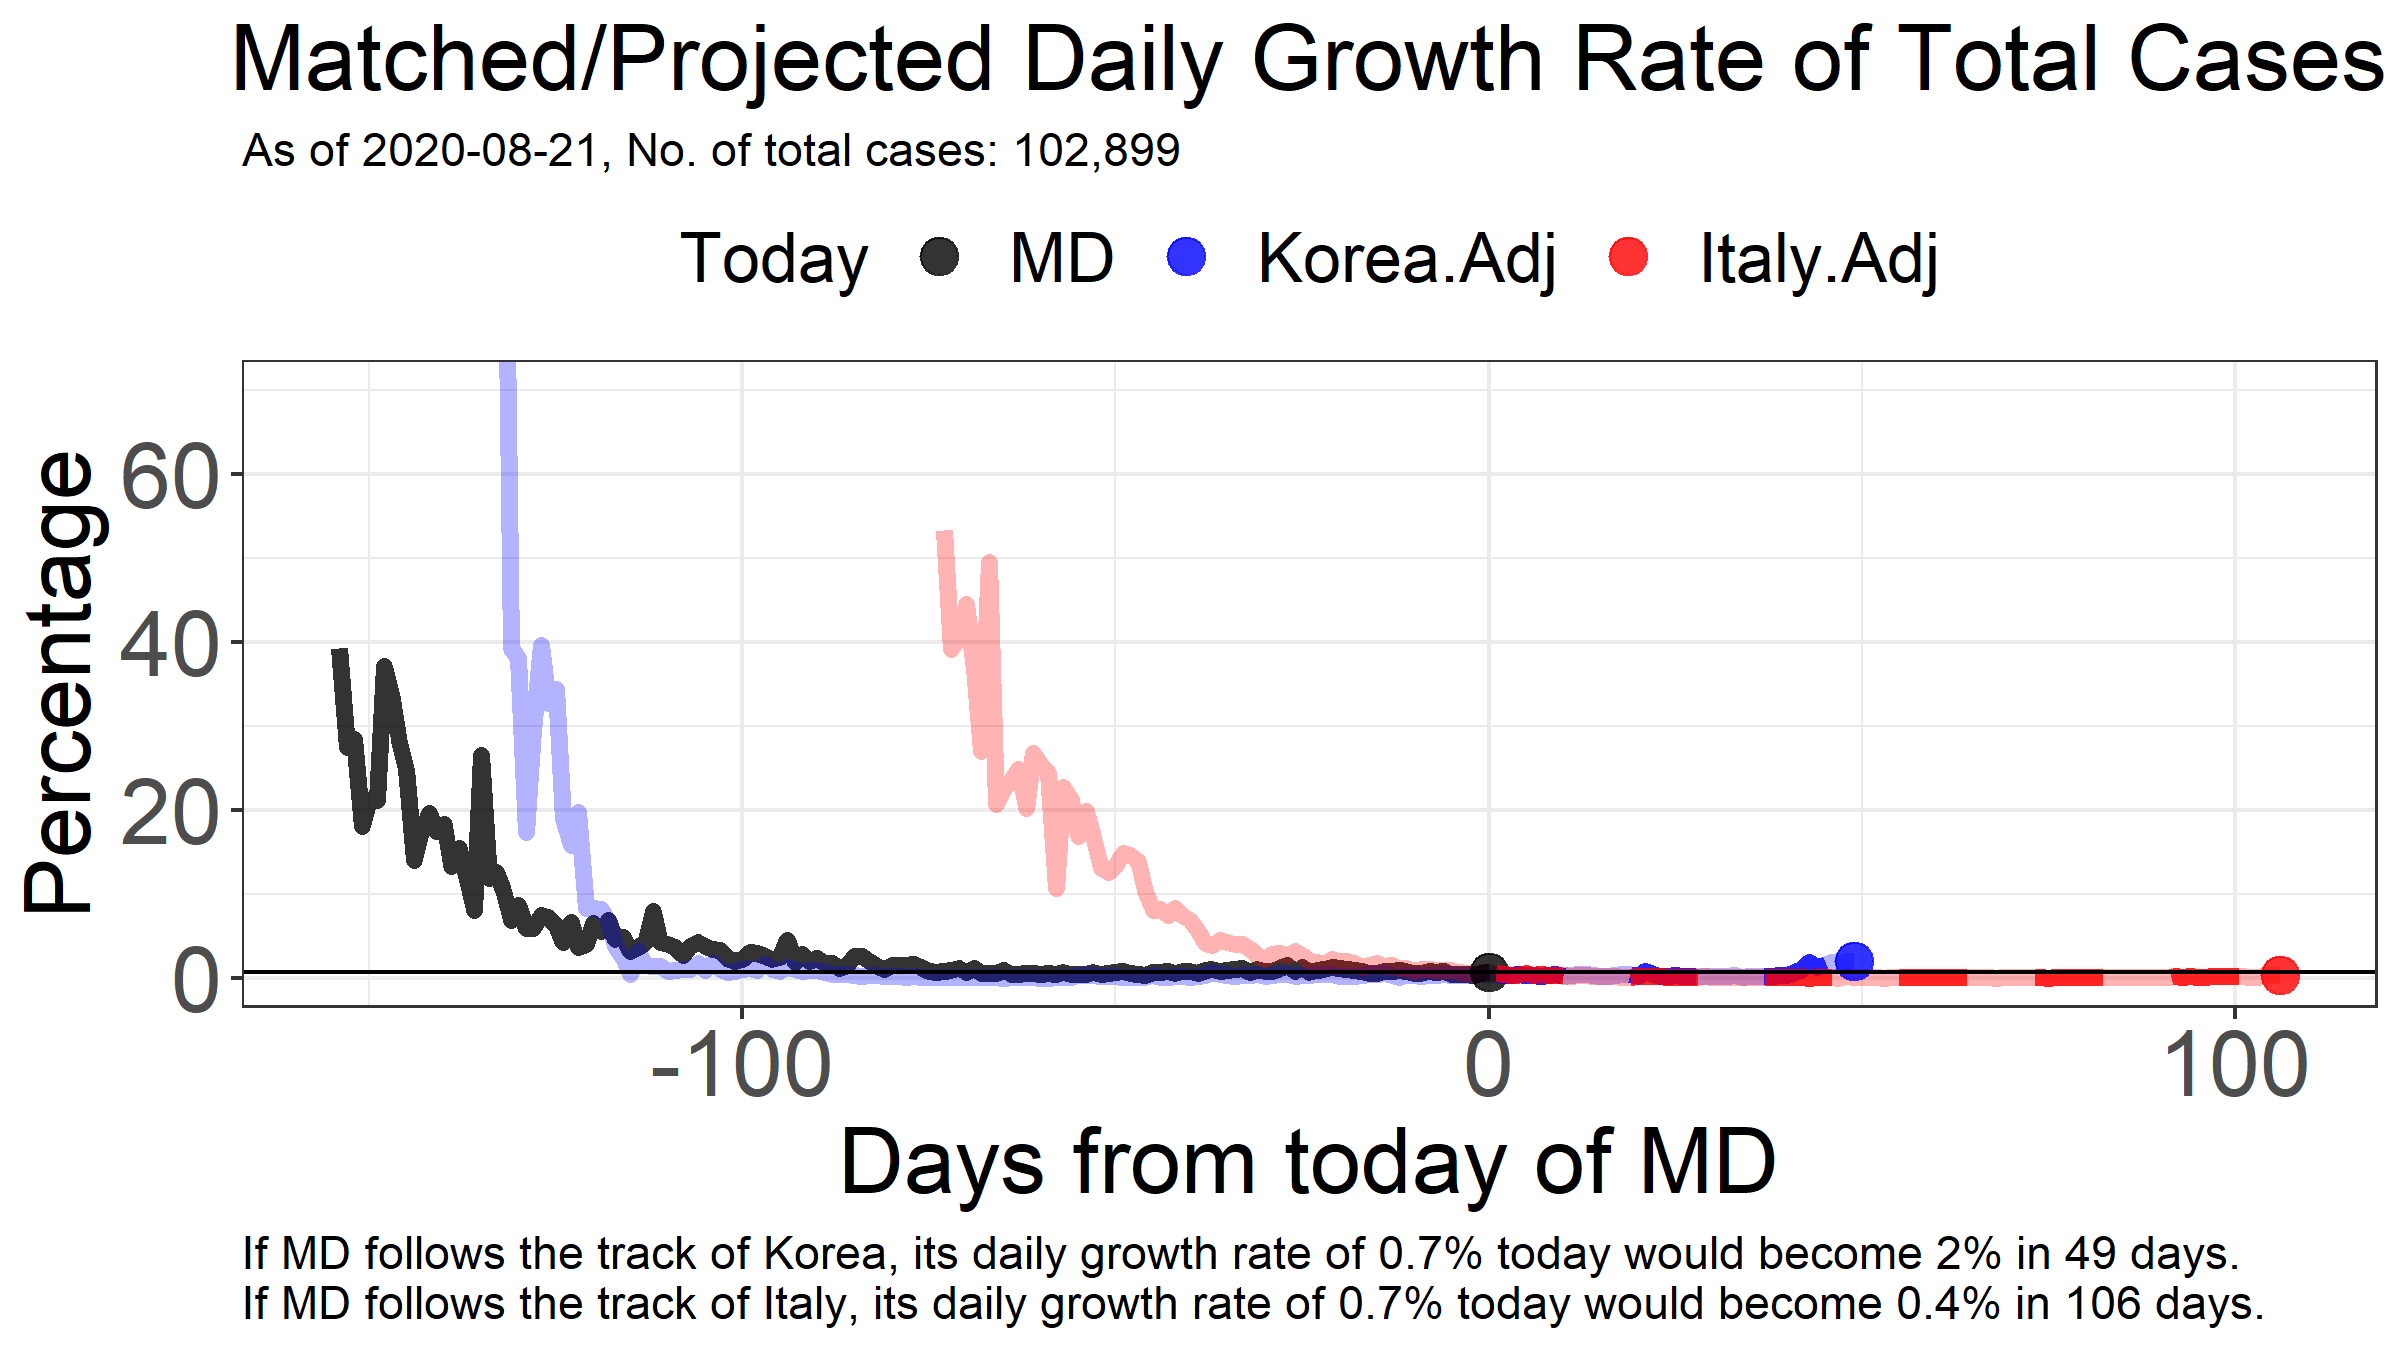 Matched/Projected Daily Growth Rate of Total Cases
As of 2020-08-21, No. of total cases: 102,899
Today MD Korea.Adj Italy.Adj
Percentage
60
40
20
0
-100 0 100
Days from today of MD
If MD follows the track of Korea, its daily growth rate of 0.7% today would become 2% in 49 days.
If MD follows the track of Italy, its daily growth rate of 0.7% today would become 0.4% in 106 days.